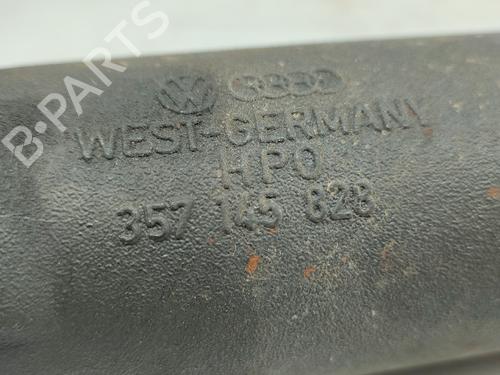 WEST-GERMANY
HPO
357 145 828
B-PARTS